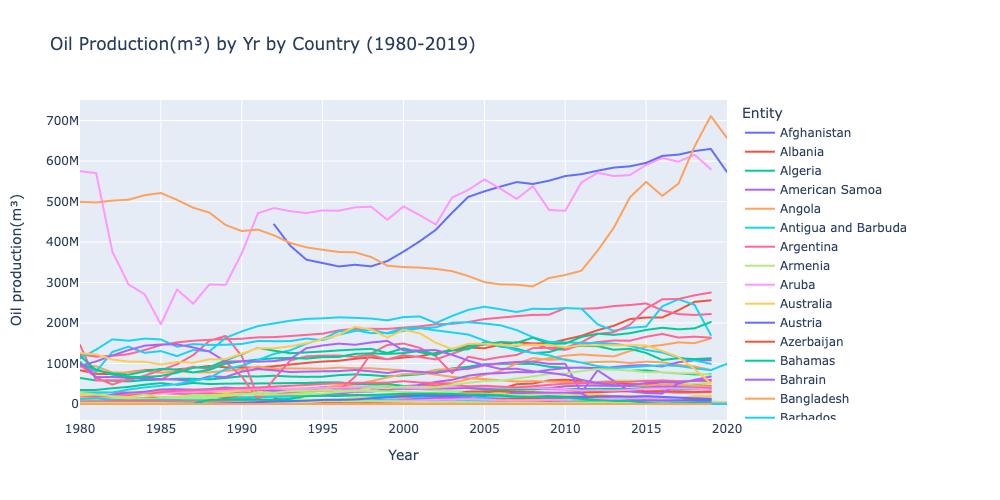 Oil Production(m³) by Yr by Country (1980-2019)
Entity
Afghanistan
Albania
Algeria
American Samoa
Angola
Antigua and Barbuda
Argentina
Armenia
Aruba
Australia
Austria
Azerbaijan
Bahamas
Bahrain
Bangladesh
Barbados
700M
600M
500M
400M
300M
200M
100M
0
Oil production(m³)
1980 1985 1990 1995 2000 2005 2010 2015 2020
Year